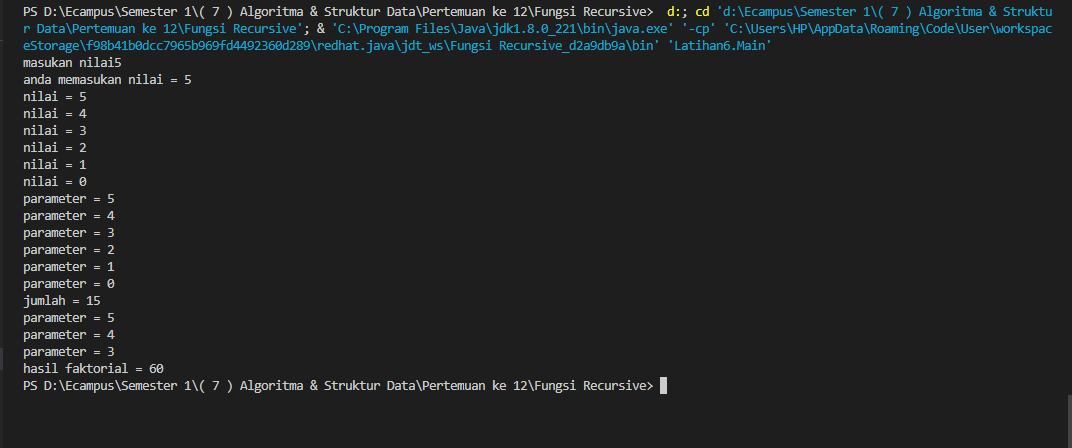 PS D:\Ecampus\Semester 1\( 7 ) Algoritma & Struktur Data\Pertemuan ke 12\Fungsi Recursive>  d:; cd 'd:\Ecampus\Semester 1\( 7 ) Algoritma & Struktu
r Data\Pertemuan ke 12\Fungsi Recursive'; & 'C:\Program Files\Java\jdk1.8.0_221\bin\java.exe' '-cp' 'C:\Users\HP\AppData\Roaming\Code\User\workspac
eStorage\f98b41b0dcc7965b969fd4492360d289\redhat.java\jdt_ws\Fungsi Recursive_d2a9db9a\bin' 'Latihan6.Main'
masukan nilai5
anda memasukan nilai = 5
nilai = 5
nilai = 4
nilai = 3
nilai = 2
nilai = 1
nilai = 0
parameter = 5
parameter = 4
parameter = 3
parameter = 2
parameter = 1
parameter = 0
jumlah = 15
parameter = 5
parameter = 4
parameter = 3
hasil faktorial = 60
PS D:\Ecampus\Semester 1\( 7 ) Algoritma & Struktur Data\Pertemuan ke 12\Fungsi Recursive>